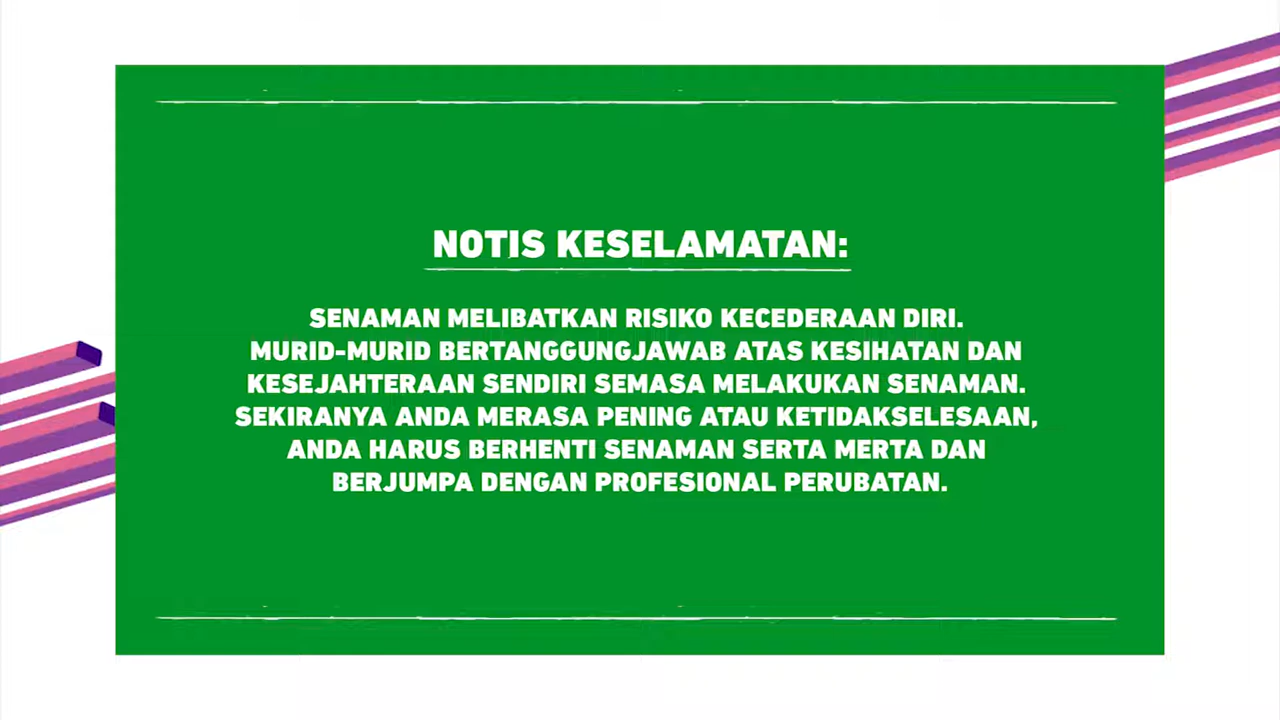 NOTIS KESELAMATAN:
SENAMAN MELIBATKAN RISIKO KECEDERAAN DIRI.
MURID-MURID BERTANGGUNGJAWAB ATAS KESIHATAN DAN
KESEJAHTERAAN SENDIRI SEMASA MELAKUKAN SENAMAN.
SEKIRANYA ANDA MERASA PENING ATAU KETIDAKSELESAAN,
ANDA HARUS BERHENTI SENAMAN SERTA MERTA DAN
BERJUMPA DENGAN PROFESIONAL PERUBATAN.